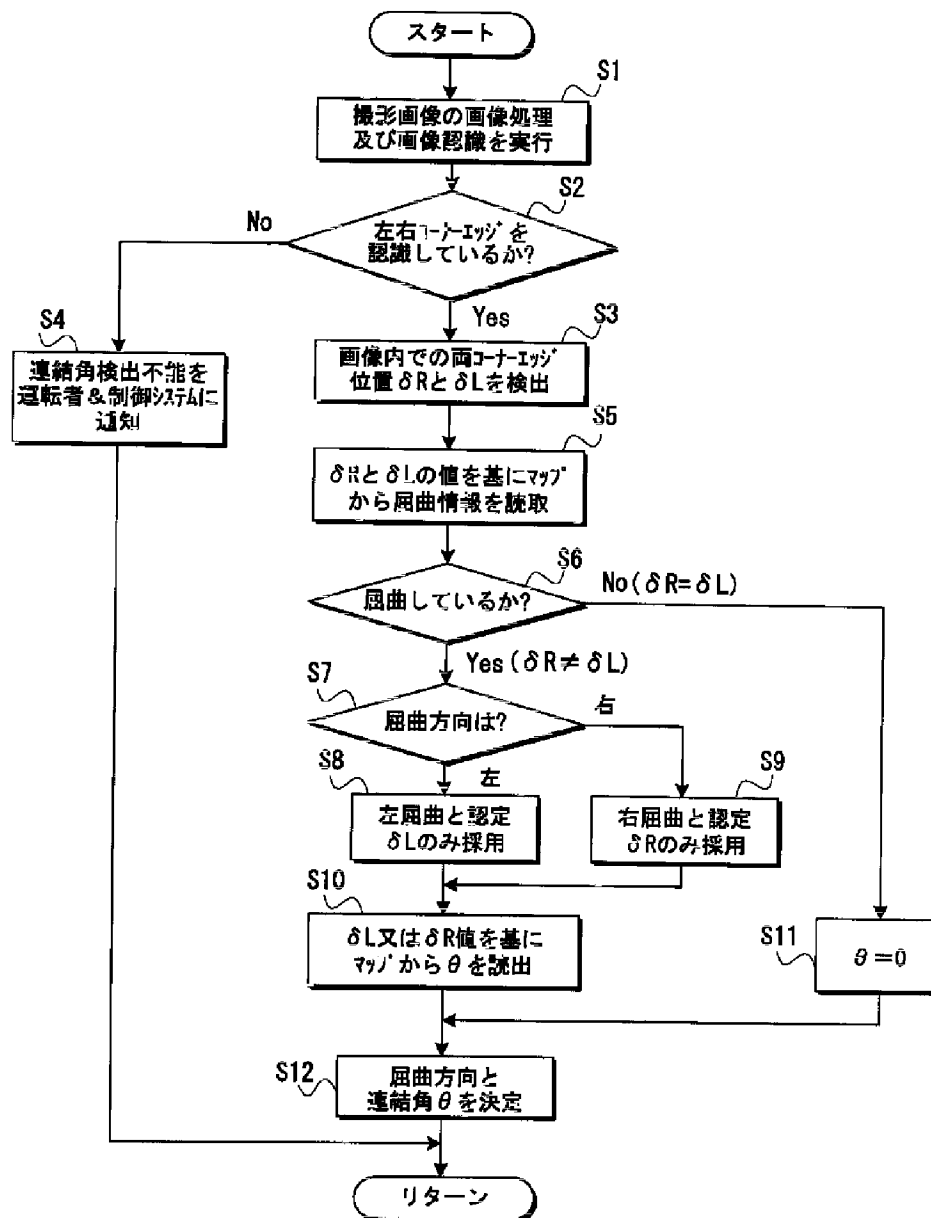 スタート
S1
撮形画像の画像処理
及び画像認識を実行
S2
No
左右コーナーエッジを
認識しているか?
Yes
S4
連結角検出不能を
運転者&制御システムに
通知
S3
画像内での両コーナーエッジ
位置δRとδLを検出
S5
δRとδLの値を基にマップ
から屈曲情報を読取
S6
屈曲しているか?
No(δR=δL)
Yes(δR≠δL)
S7
屈曲方向は?
右
左
S8
左屈曲と認定
δLのみ採用
S9
右屈曲と認定
δRのみ採用
S10
δL又はδR値を基に
マップからθを読出
S11
θ=0
S12
屈曲方向と
連結角θを決定
リターン